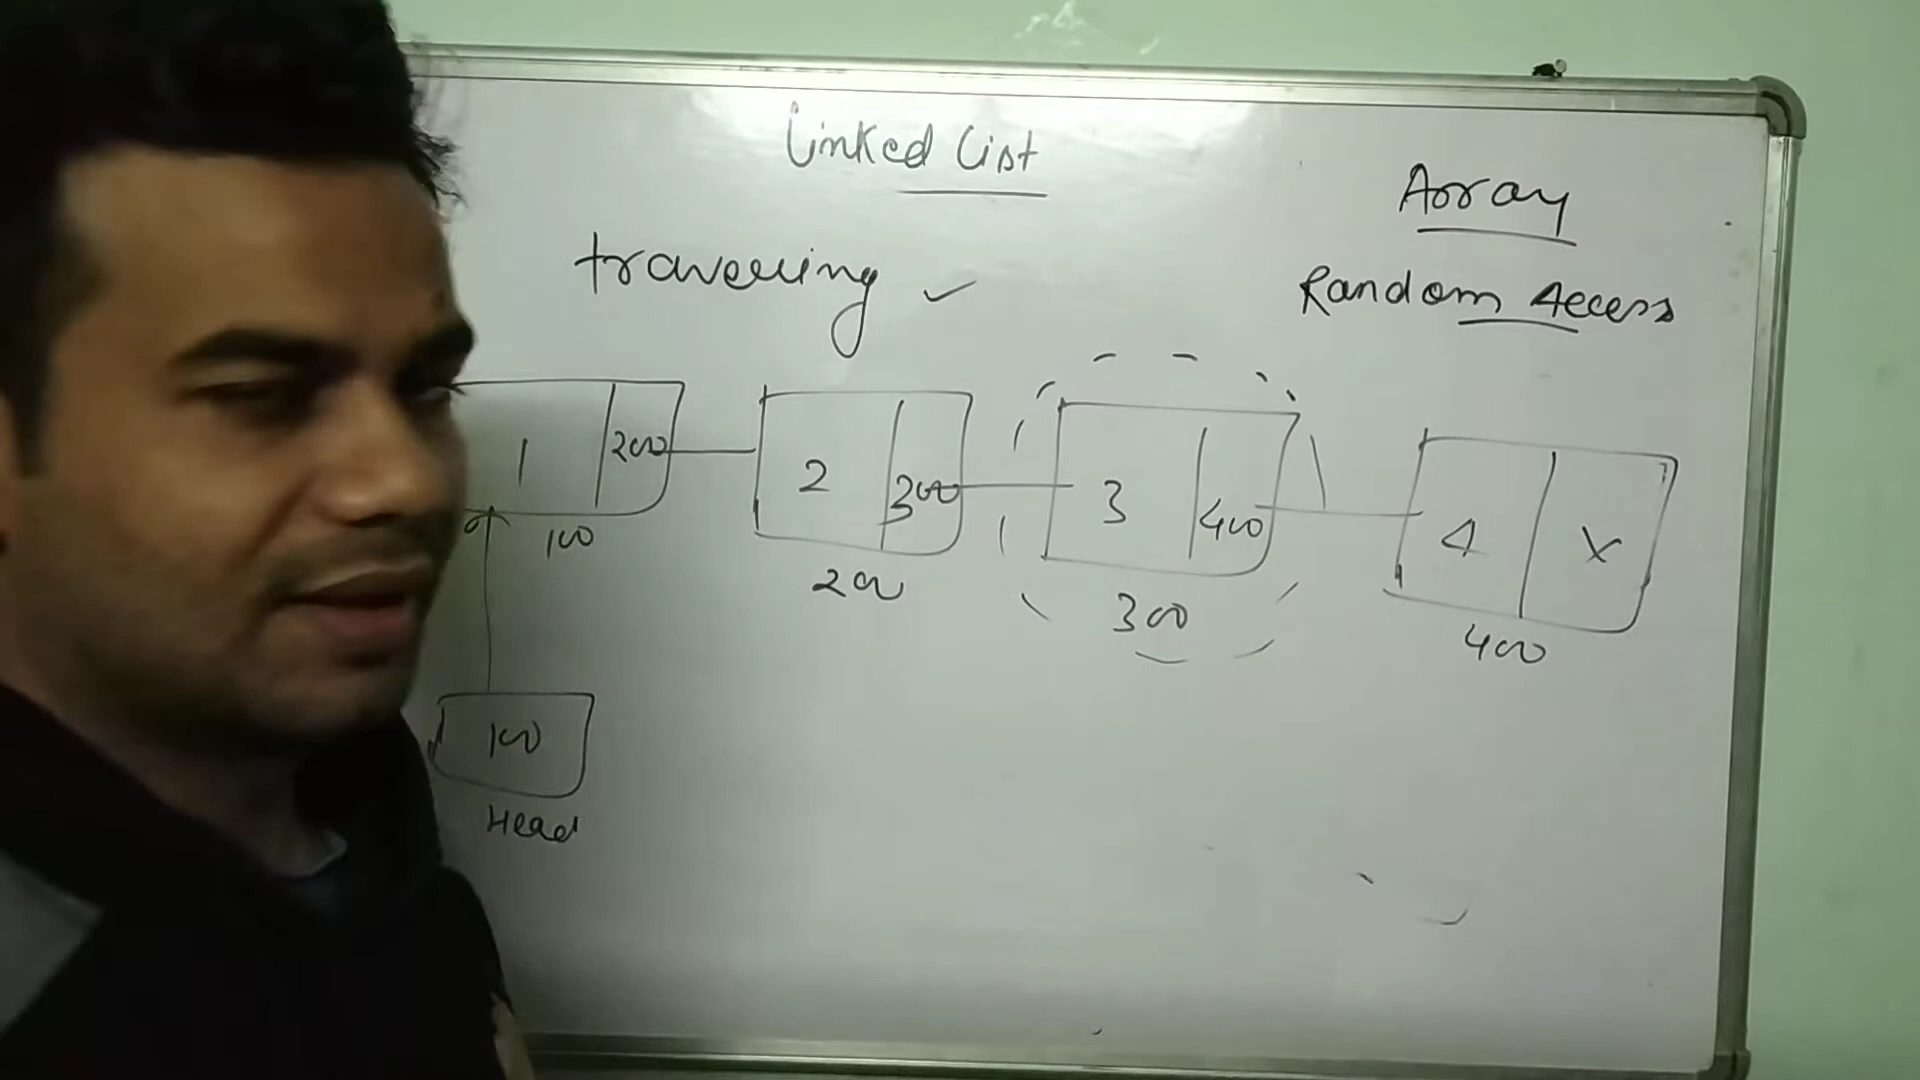 Linked List
Array
travelling ✓
Random Access
1 200
2 300
3 400
4 X
100
200
300
400
100
Head